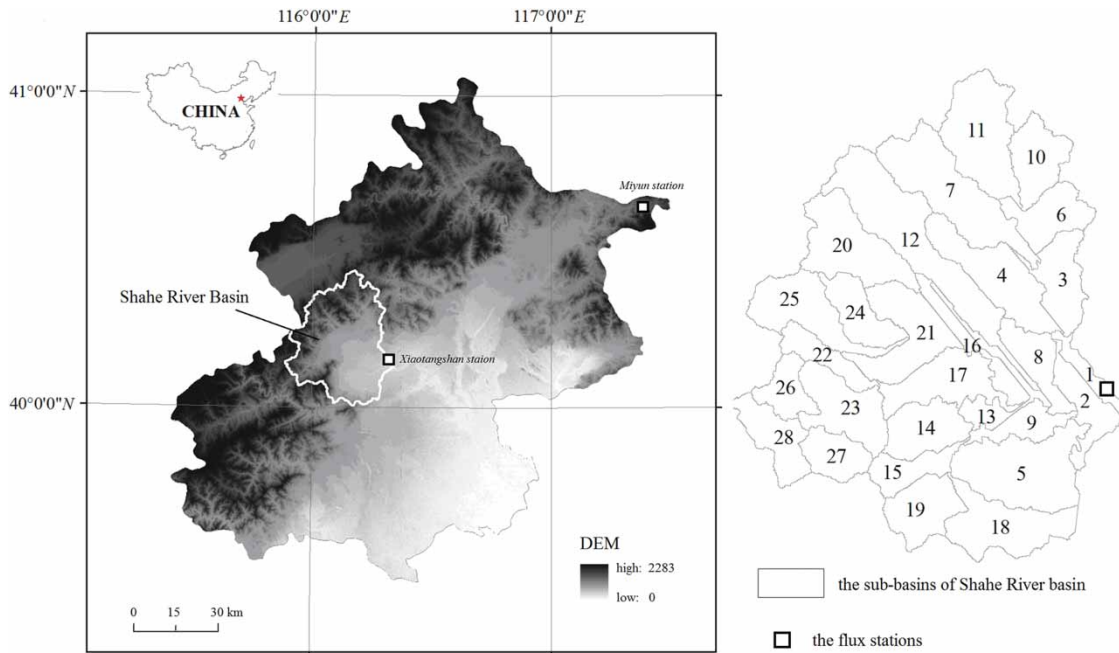 116°0'0"E
117°0'0"E
41°0'0"N
CHINA
Miyun station
Shahe River Basin
Xiaotangshan staion
40°0'0"N
DEM
high: 2283
low: 0
0 15 30 km
11
10
7
6
12
20
4
3
25
24
21
16
8
22
1
17
26
2
23
13
9
14
28
27
15
5
19
18
the sub-basins of Shahe River basin
the flux stations